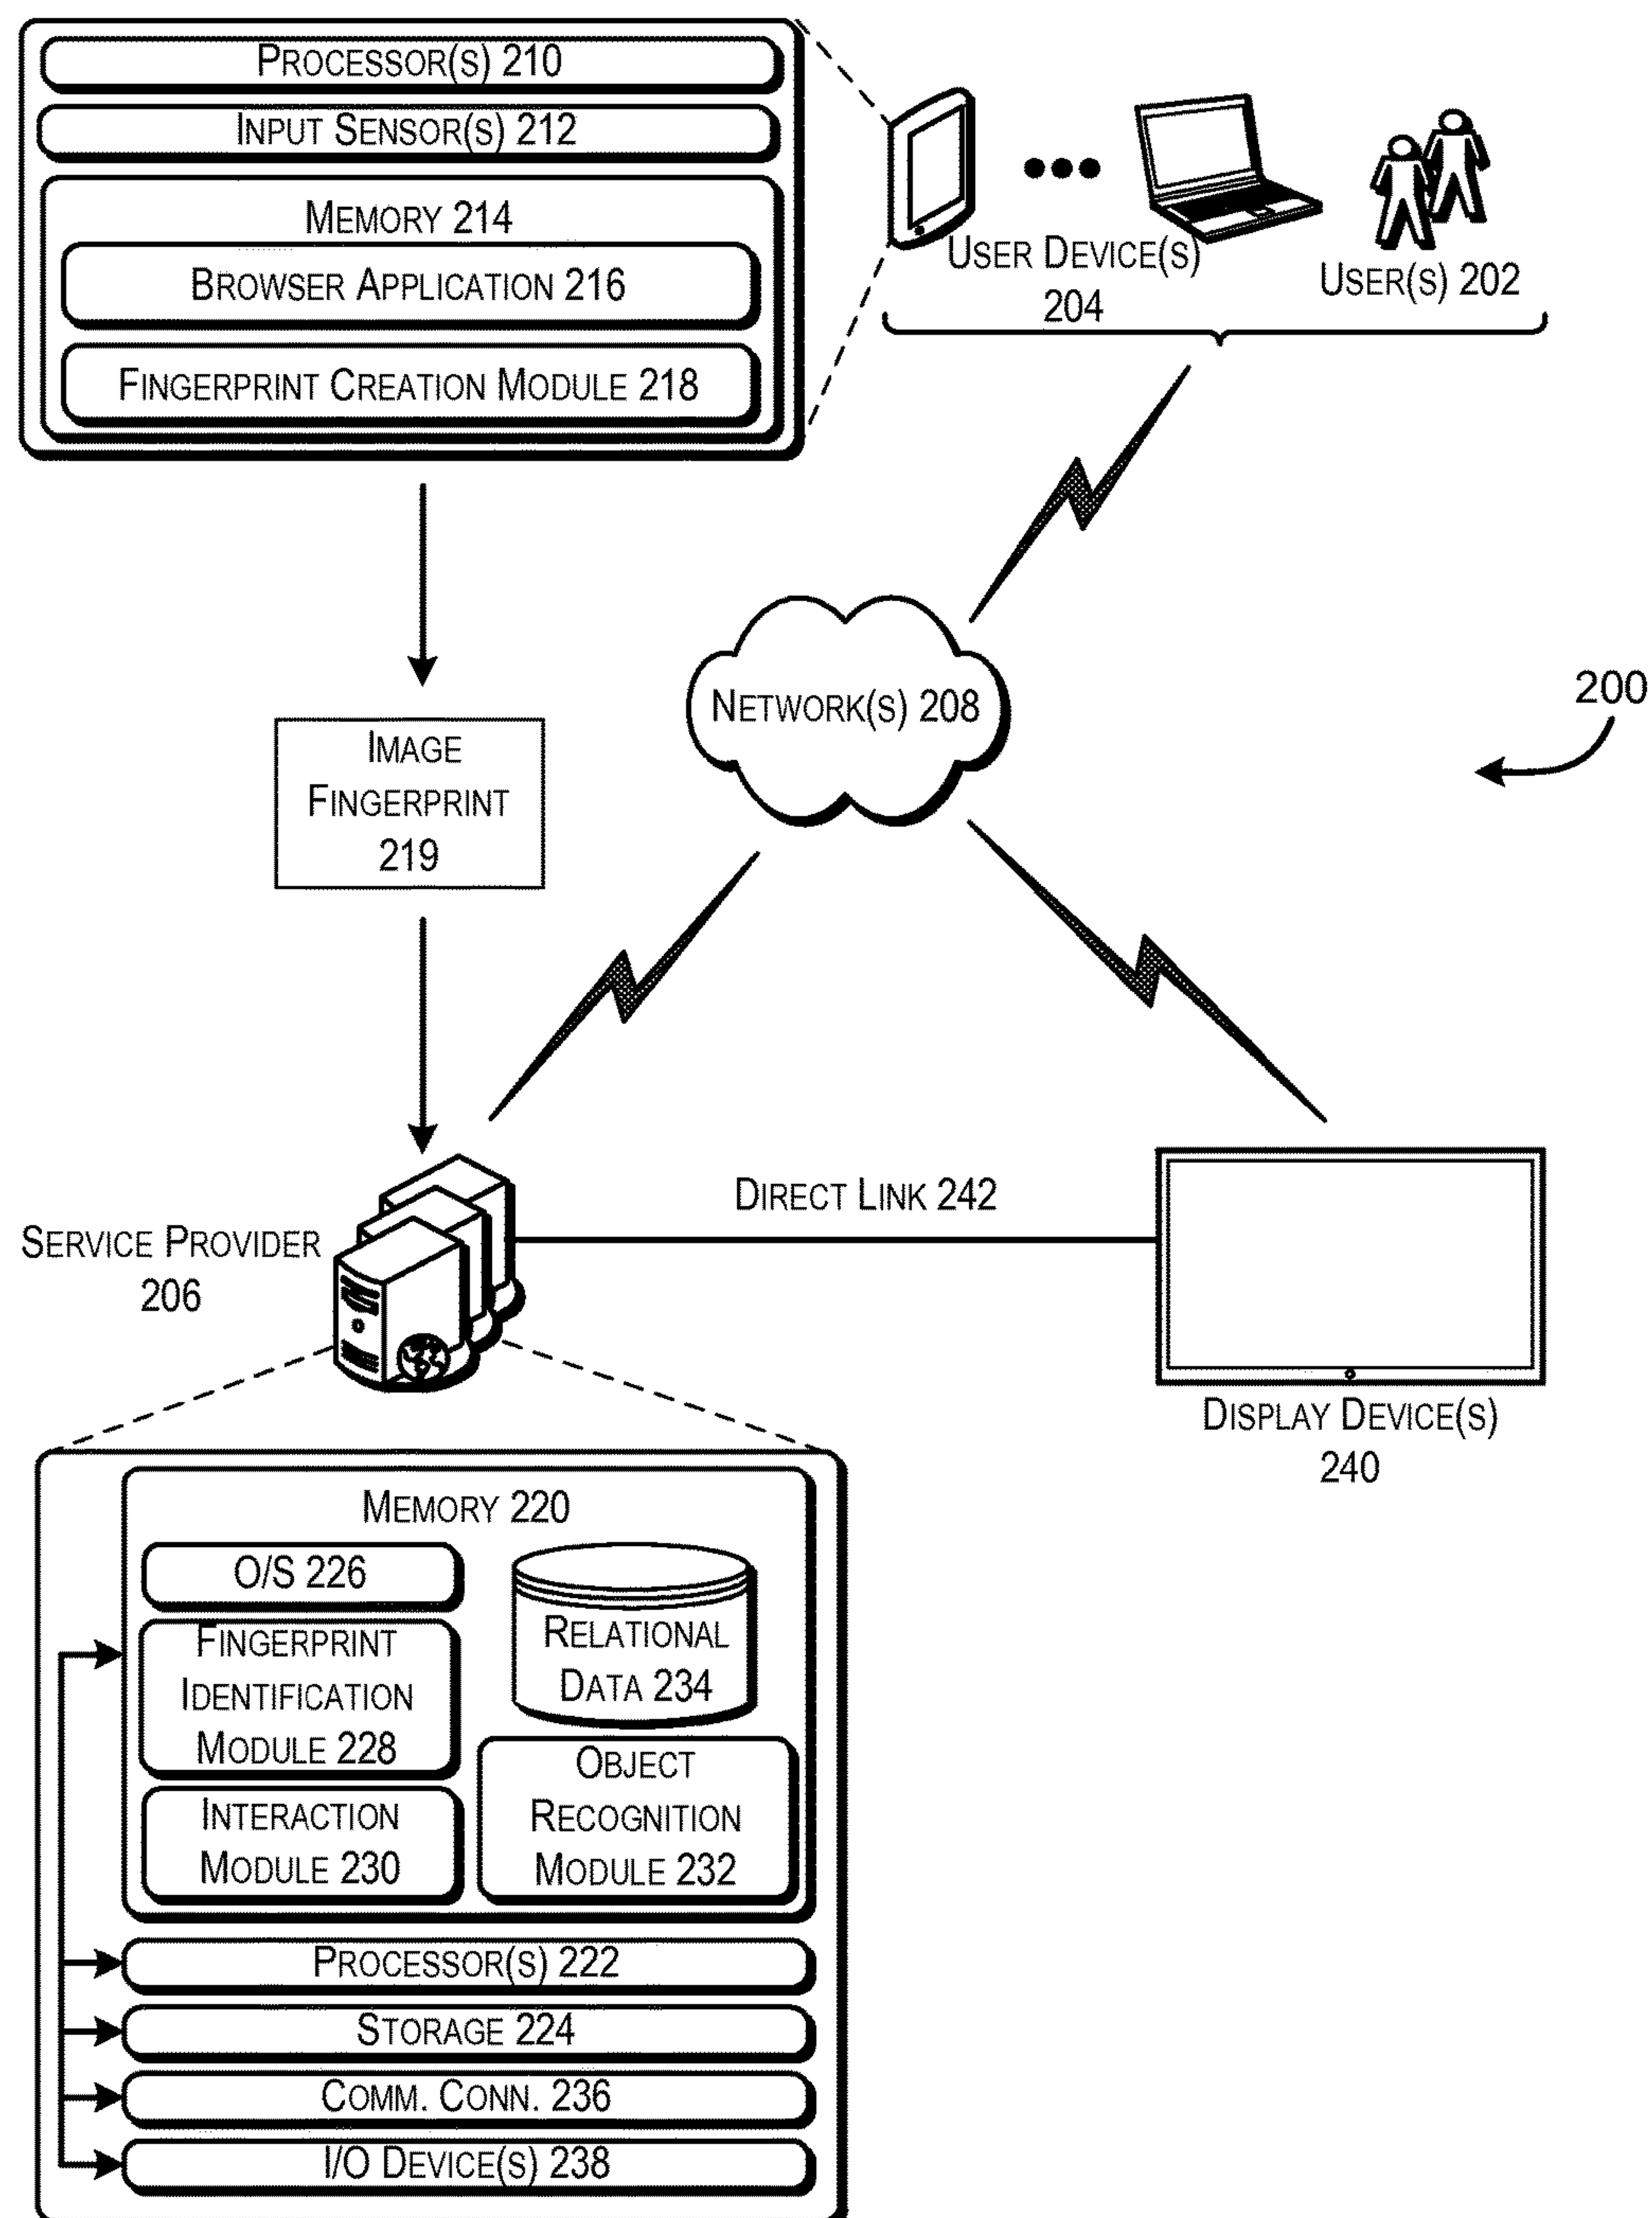 PROCESSOR(S) 210
INPUT SENSOR(S) 212
MEMORY 214
BROWSER APPLICATION 216
FINGERPRINT CREATION MODULE 218
USER DEVICE(S)
204
USER(S) 202
NETWORK(S) 208
200
IMAGE
FINGERPRINT
219
SERVICE PROVIDER
206
DIRECT LINK 242
DISPLAY DEVICE(S)
240
MEMORY 220
O/S 226
FINGERPRINT
IDENTIFICATION
MODULE 228
INTERACTION
MODULE 230
RELATIONAL
DATA 234
OBJECT
RECOGNITION
MODULE 232
PROCESSOR(S) 222
STORAGE 224
COMM. CONN. 236
I/O DEVICE(S) 238